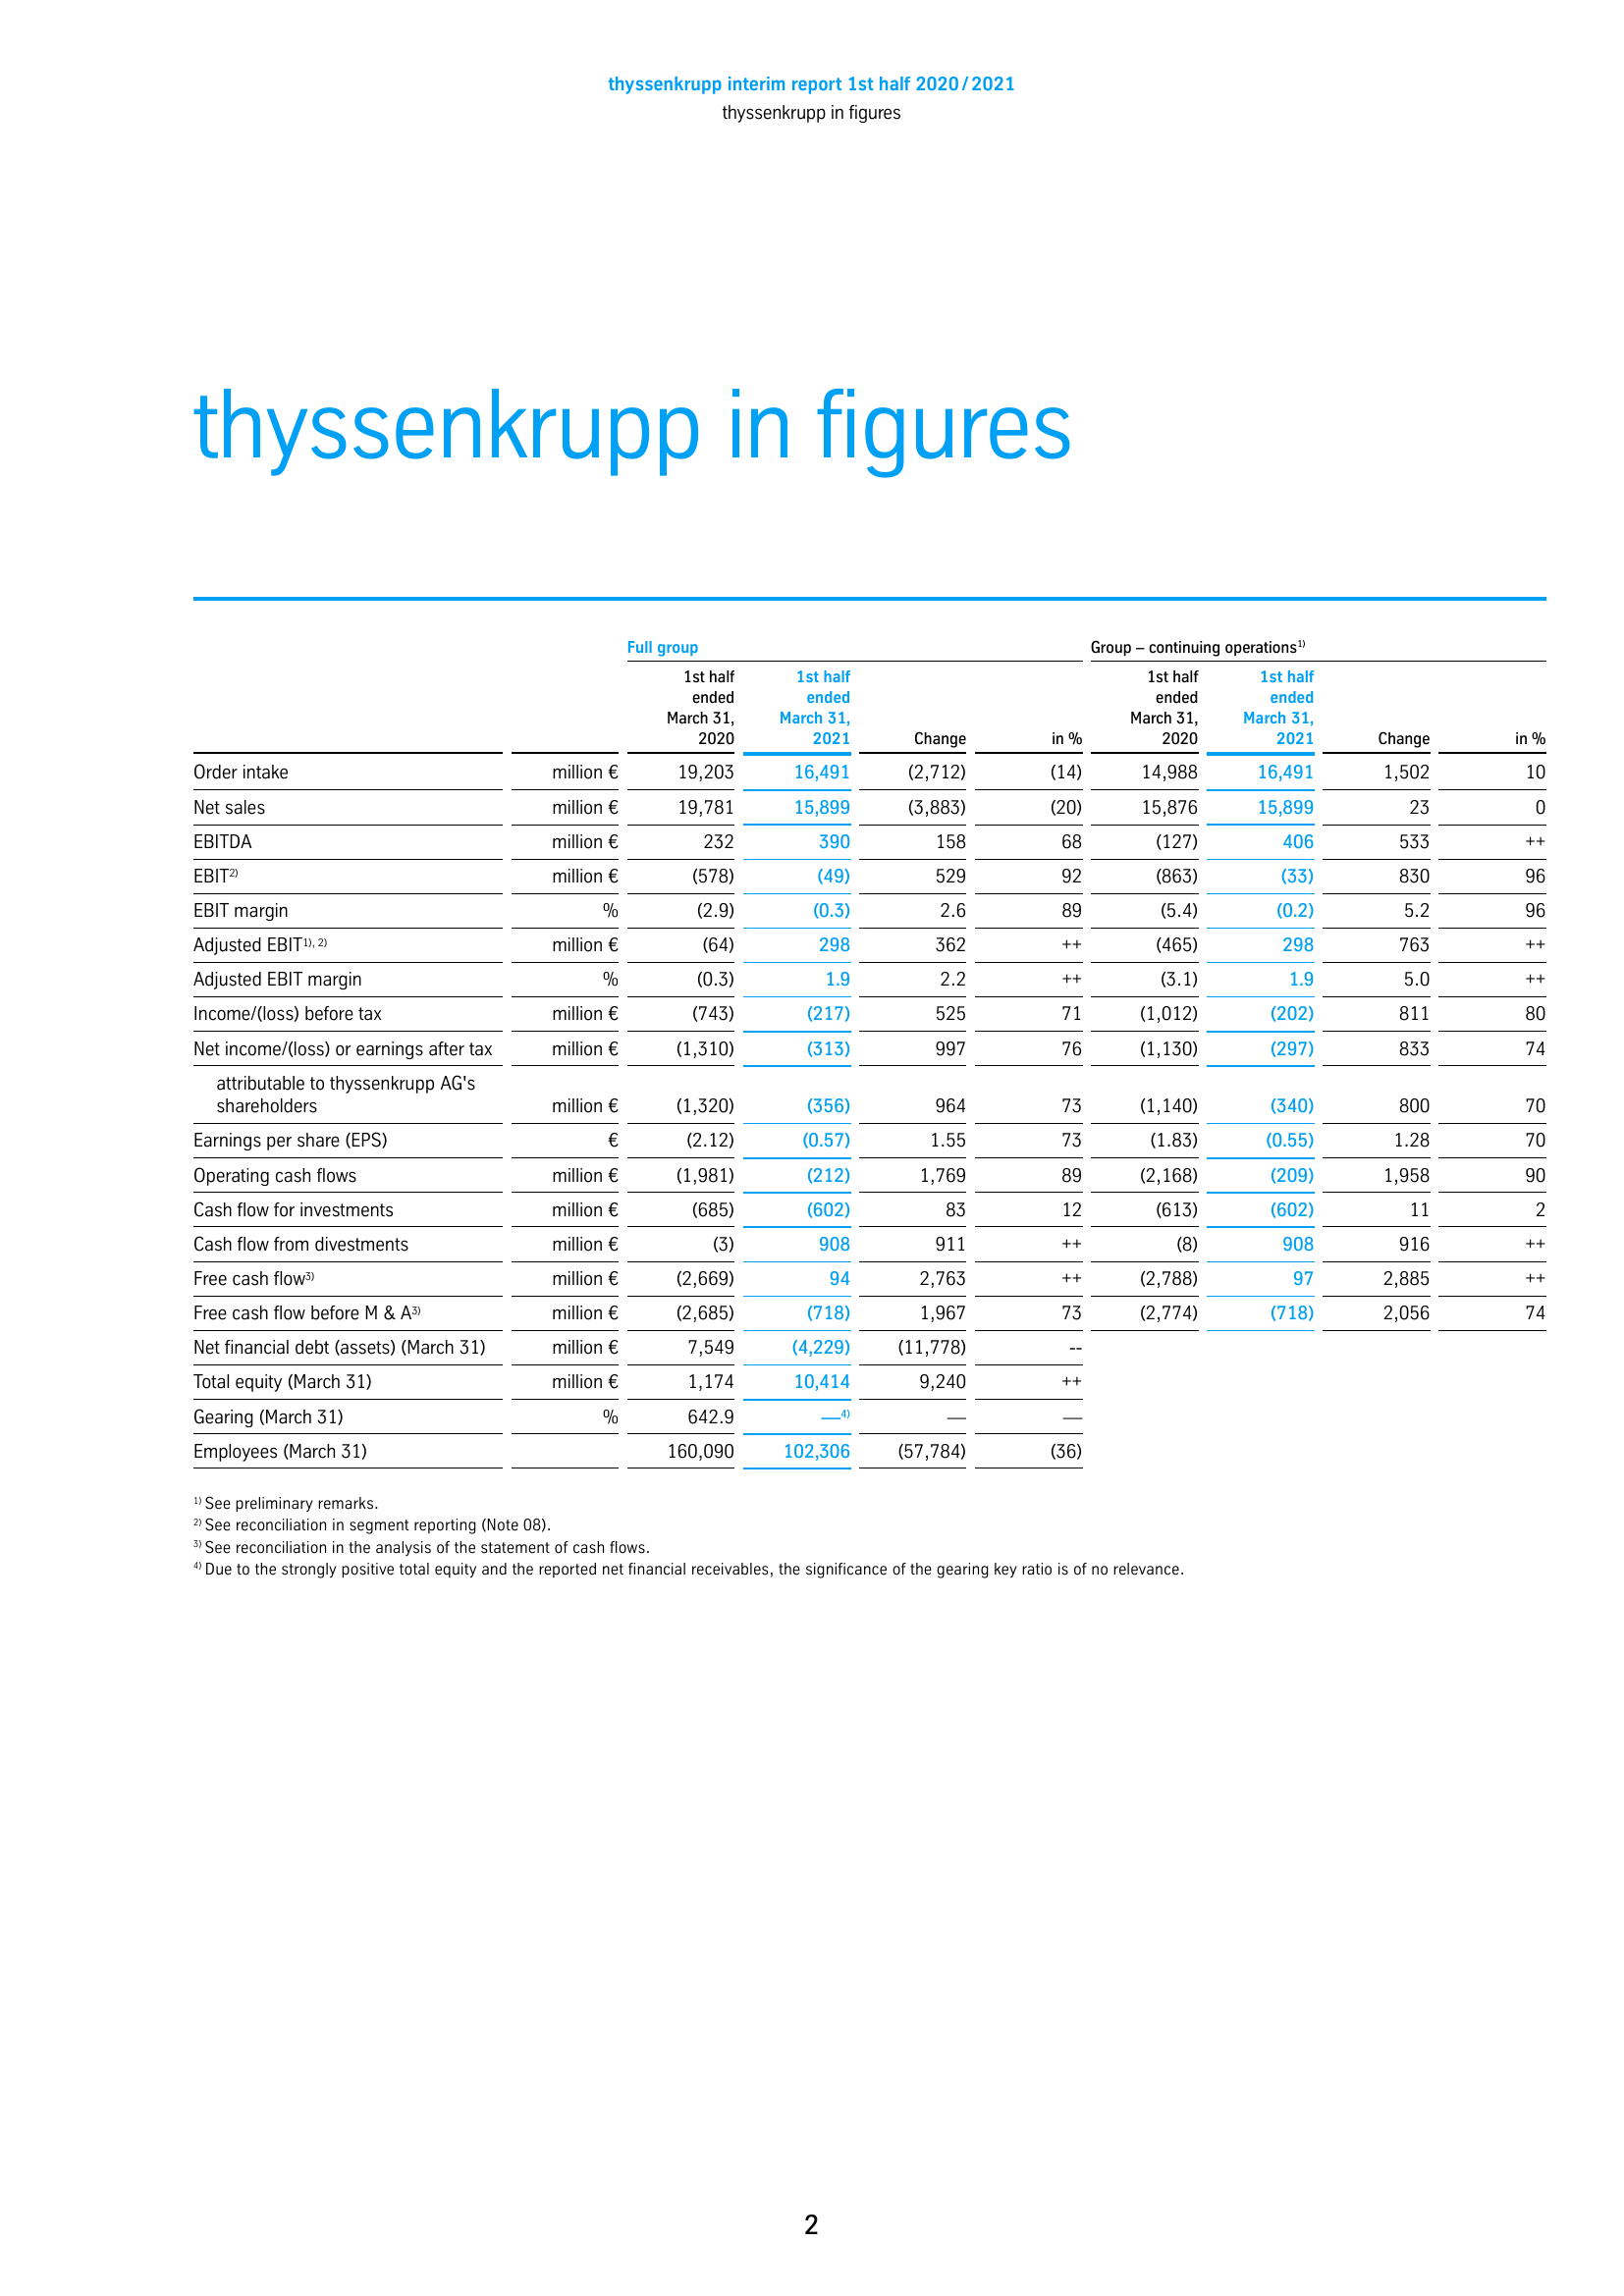 thyssenkrupp interim report 1st half 2020 / 2021
thyssenkrupp in figures
thyssenkrupp in figures
Full group Group – continuing operations1)
1st half ended March 31, 2020 1st half ended March 31, 2021 Change in % 1st half ended March 31, 2020 1st half ended March 31, 2021 Change in %
Order intake million € 19,203 16,491 (2,712) (14) 14,988 16,491 1,502 10
Net sales million € 19,781 15,899 (3,883) (20) 15,876 15,899 23 0
EBITDA million € 232 390 158 68 (127) 406 533 ++
EBIT2) million € (578) (49) 529 92 (863) (33) 830 96
EBIT margin % (2.9) (0.3) 2.6 89 (5.4) (0.2) 5.2 96
Adjusted EBIT1), 2) million € (64) 298 362 ++ (465) 298 763 ++
Adjusted EBIT margin % (0.3) 1.9 2.2 ++ (3.1) 1.9 5.0 ++
Income/(loss) before tax million € (743) (217) 525 71 (1,012) (202) 811 80
Net income/(loss) or earnings after tax million € (1,310) (313) 997 76 (1,130) (297) 833 74
attributable to thyssenkrupp AG's
shareholders million € (1,320) (356) 964 73 (1,140) (340) 800 70
Earnings per share (EPS) € (2.12) (0.57) 1.55 73 (1.83) (0.55) 1.28 70
Operating cash flows million € (1,981) (212) 1,769 89 (2,168) (209) 1,958 90
Cash flow for investments million € (685) (602) 83 12 (613) (602) 11 2
Cash flow from divestments million € (3) 908 911 ++ (8) 908 916 ++
Free cash flow3) million € (2,669) 94 2,763 ++ (2,788) 97 2,885 ++
Free cash flow before M & A3) million € (2,685) (718) 1,967 73 (2,774) (718) 2,056 74
Net financial debt (assets) (March 31) million € 7,549 (4,229) (11,778) --
Total equity (March 31) million € 1,174 10,414 9,240 ++
Gearing (March 31) % 642.9 —4) — —
Employees (March 31) 160,090 102,306 (57,784) (36)
1) See preliminary remarks.
2) See reconciliation in segment reporting (Note 08).
3) See reconciliation in the analysis of the statement of cash flows.
4) Due to the strongly positive total equity and the reported net financial receivables, the significance of the gearing key ratio is of no relevance.
2